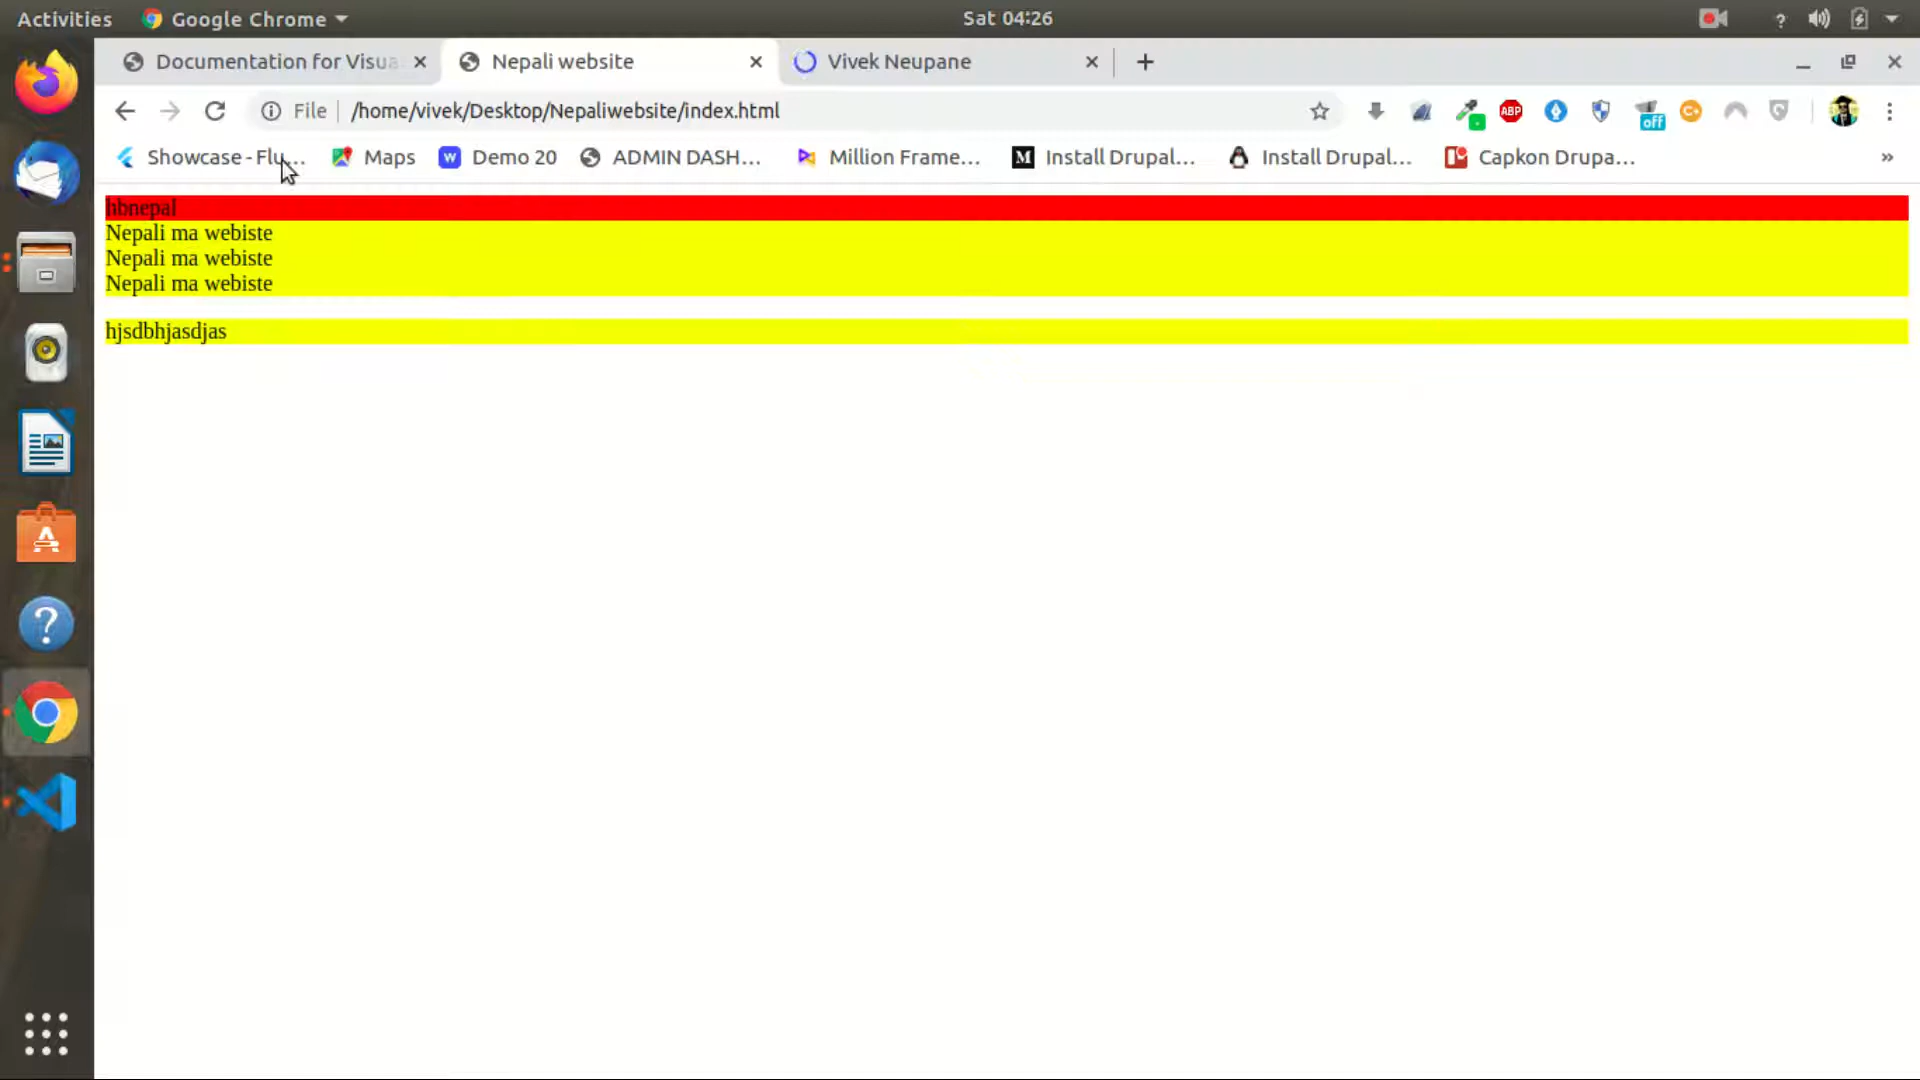 Activities Google Chrome Sat 04:26
Documentation for Visua Nepali website Vivek Neupane
File /home/vivek/Desktop/Nepaliwebsite/index.html ABP off
Showcase - Flu... Maps W Demo 20 ADMIN DASH... Million Frame... M Install Drupal... Install Drupal... Capkon Drupa... »
hbnepal
Nepali ma webiste
Nepali ma webiste
Nepali ma webiste
hjsdbhjasdjas